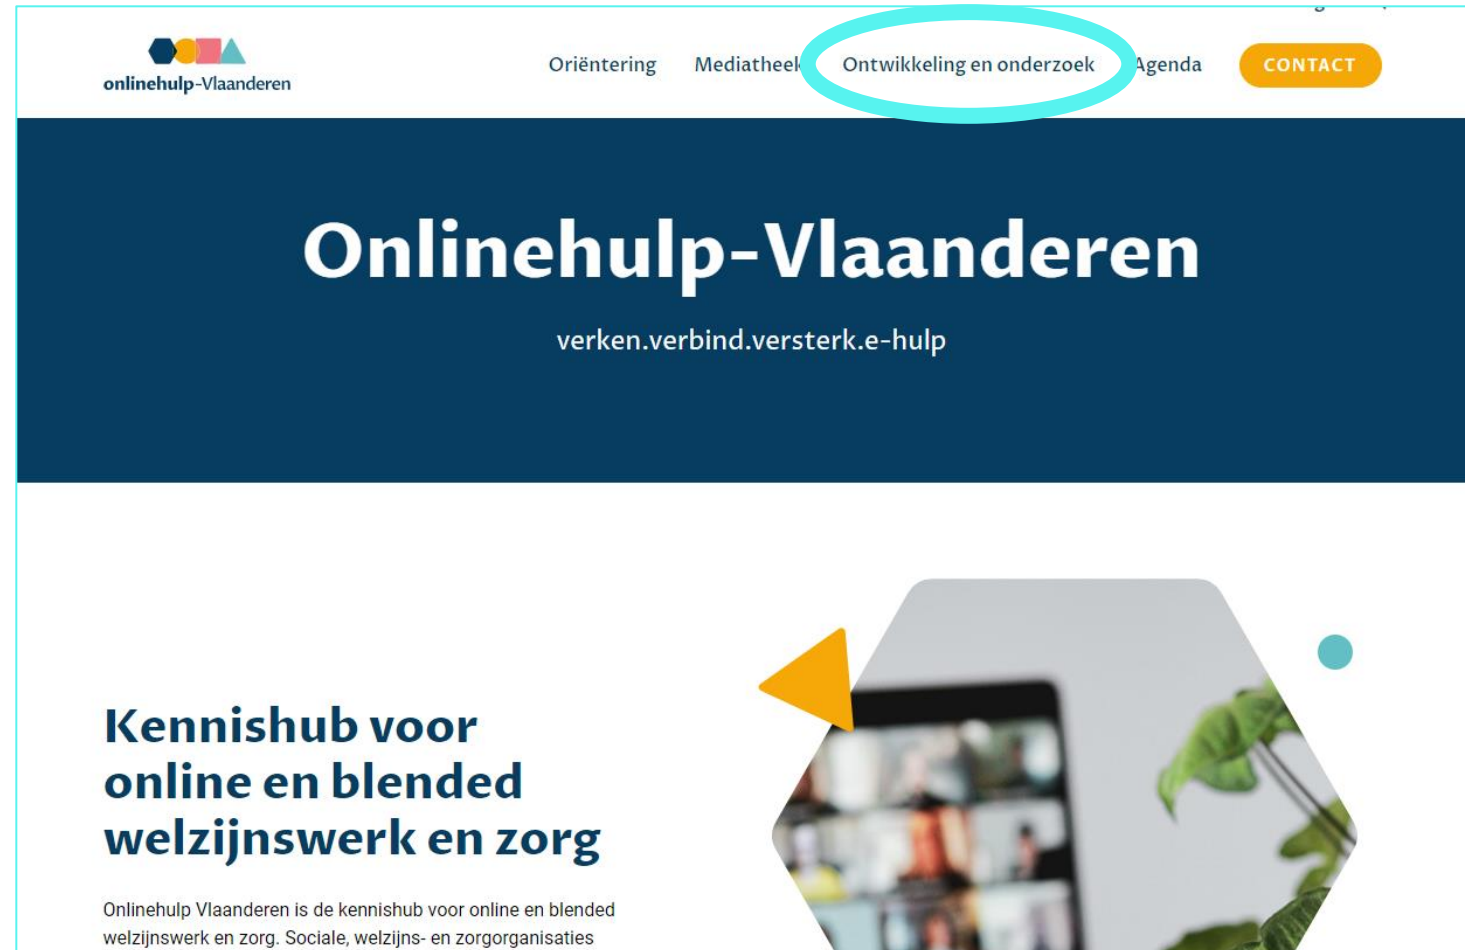 onlinehulp-Vlaanderen
Oriëntering Mediatheek Ontwikkeling en onderzoek Agenda CONTACT
Onlinehulp-Vlaanderen
verken.verbind.versterk.e-hulp
Kennishub voor
online en blended
welzijnswerk en zorg
Onlinehulp Vlaanderen is de kennishub voor online en blended
welzijnswerk en zorg. Sociale, welzijns- en zorgorganisaties